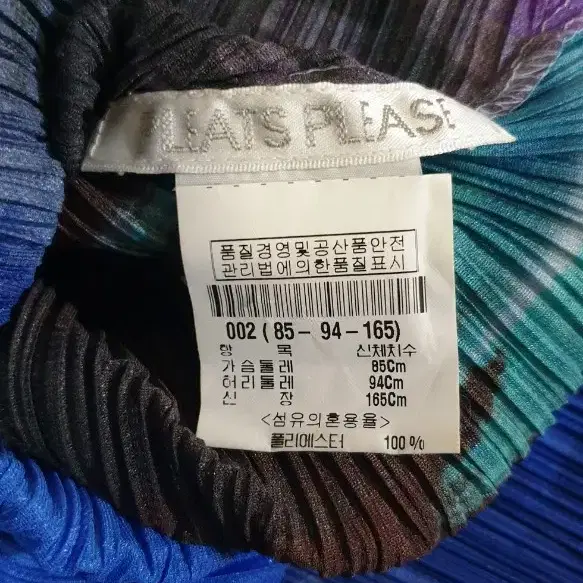 PLEATS PLEASE
품질경영및공산품안전
관리법에의한품질표시
002 ( 85 - 94 - 165)
항 목 신체치수
가슴둘레 85Cm
허리둘레 94Cm
신 장 165Cm
<섬유의혼용율>
폴리에스터 100 %